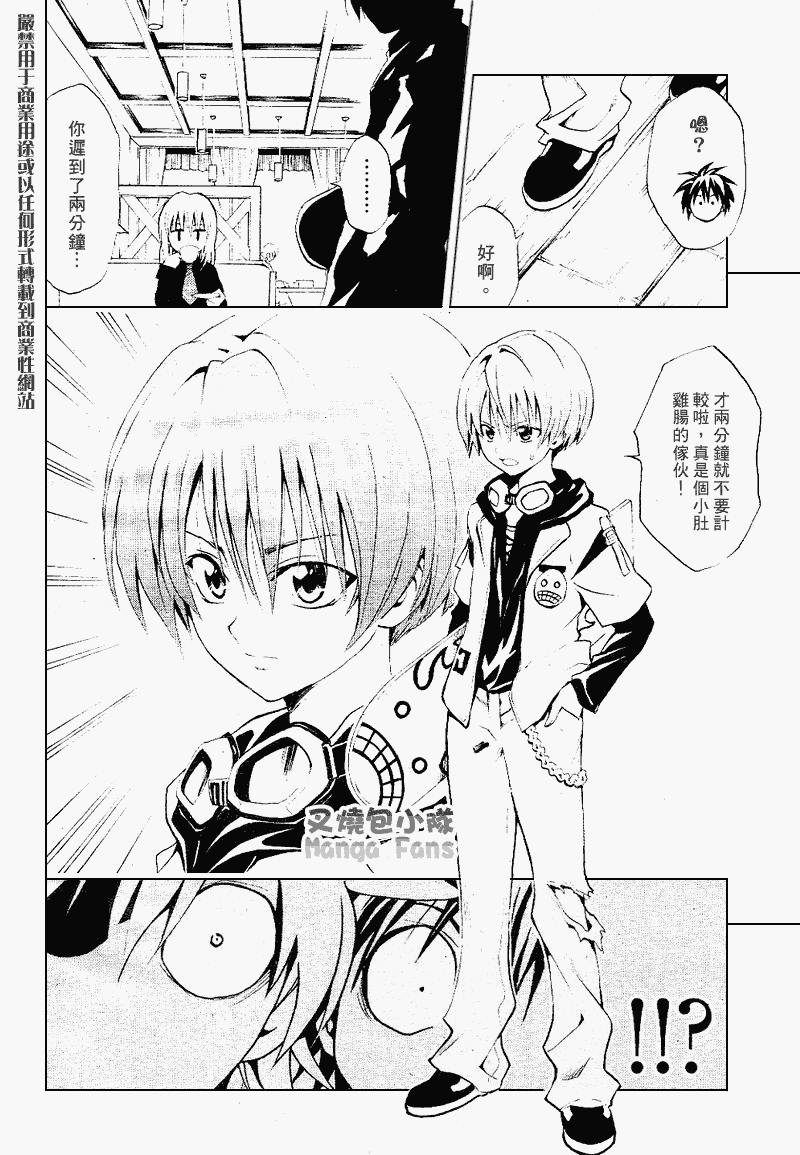 嗯？
好啊。
………
你遲到了兩分鐘…
才兩分鐘就不要計
較啦，真是個小肚
雞腸的傢伙！
!!?
叉燒包小隊
Manga Fans
嚴禁用于商業用途或以任何形式轉載到商業性網站